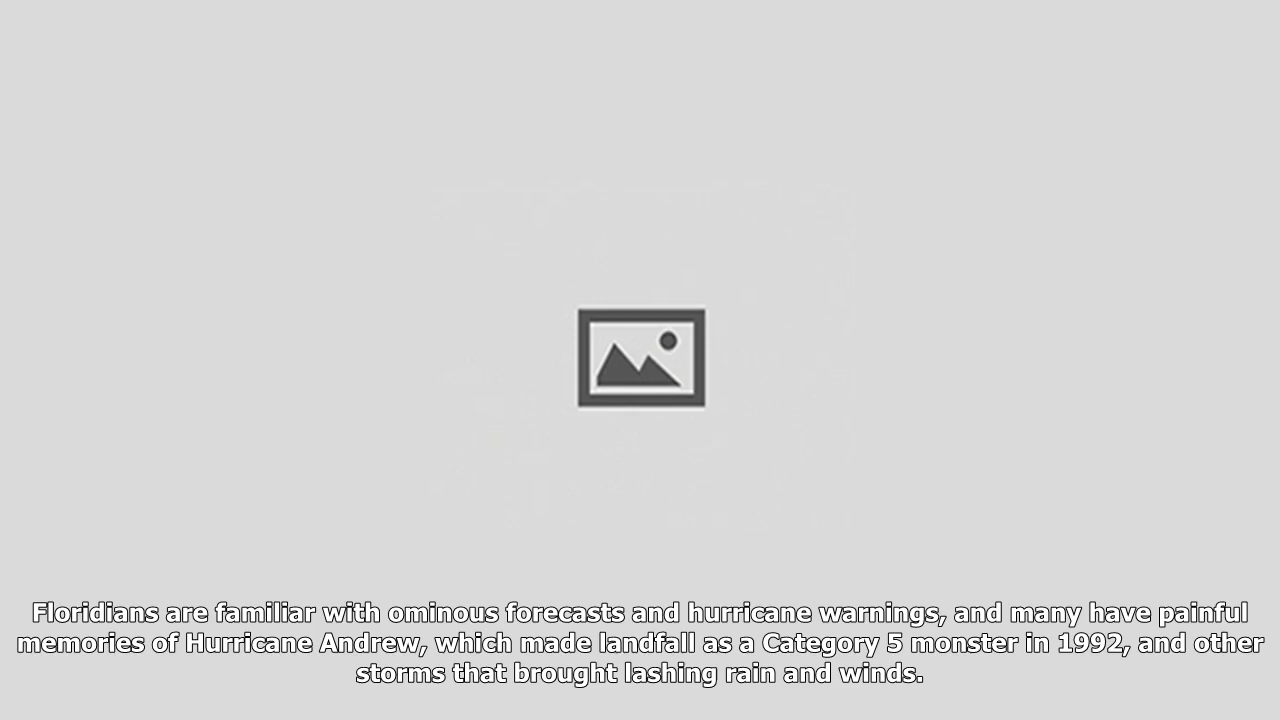 Floridians are familiar with ominous forecasts and hurricane warnings, and many have painful
memories of Hurricane Andrew, which made landfall as a Category 5 monster in 1992, and other
storms that brought lashing rain and winds.